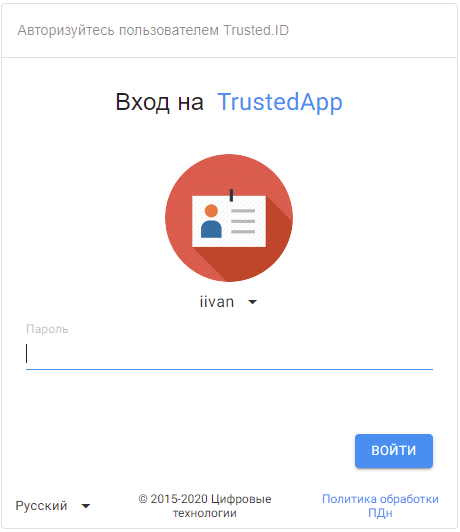 Авторизуйтесь пользователем Trusted.ID
Вход на TrustedApp
iivan
Пароль
ВОЙТИ
Русский
© 2015-2020 Цифровые
технологии
Политика обработки
ПДн